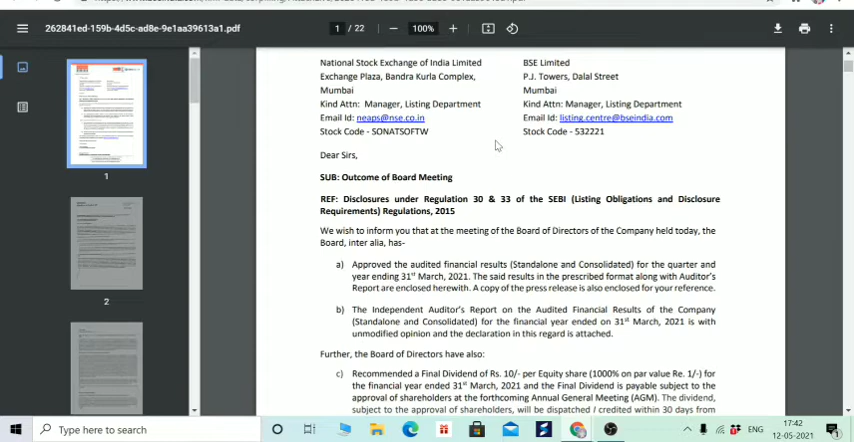 262841ed-159b-4d5c-ad8e-9e1aa39613a1.pdf
1 / 22
100%
National Stock Exchange of India Limited
Exchange Plaza, Bandra Kurla Complex,
Mumbai
Kind Attn: Manager, Listing Department
Email Id: neaps@nse.co.in
Stock Code - SONATSOFTW
BSE Limited
P.J. Towers, Dalal Street
Mumbai
Kind Attn: Manager, Listing Department
Email Id: listing.centre@bseindia.com
Stock Code - 532221
Dear Sirs,
SUB: Outcome of Board Meeting
REF: Disclosures under Regulation 30 & 33 of the SEBI (Listing Obligations and Disclosure
Requirements) Regulations, 2015
We wish to inform you that at the meeting of the Board of Directors of the Company held today, the
Board, inter alia, has-
a) Approved the audited financial results (Standalone and Consolidated) for the quarter and
year ending 31st March, 2021. The said results in the prescribed format along with Auditor's
Report are enclosed herewith. A copy of the press release is also enclosed for your reference.
b) The Independent Auditor's Report on the Audited Financial Results of the Company
(Standalone and Consolidated) for the financial year ended on 31st March, 2021 is with
unmodified opinion and the declaration in this regard is attached.
Further, the Board of Directors have also:
c) Recommended a Final Dividend of Rs. 10/- per Equity share (1000% on par value Re. 1/-) for
the financial year ended 31st March, 2021 and the Final Dividend is payable subject to the
approval of shareholders at the forthcoming Annual General Meeting (AGM). The dividend,
subject to the approval of shareholders, will be dispatched / credited within 30 days from
1
2
Type here to search
ENG
17:42
12-05-2021